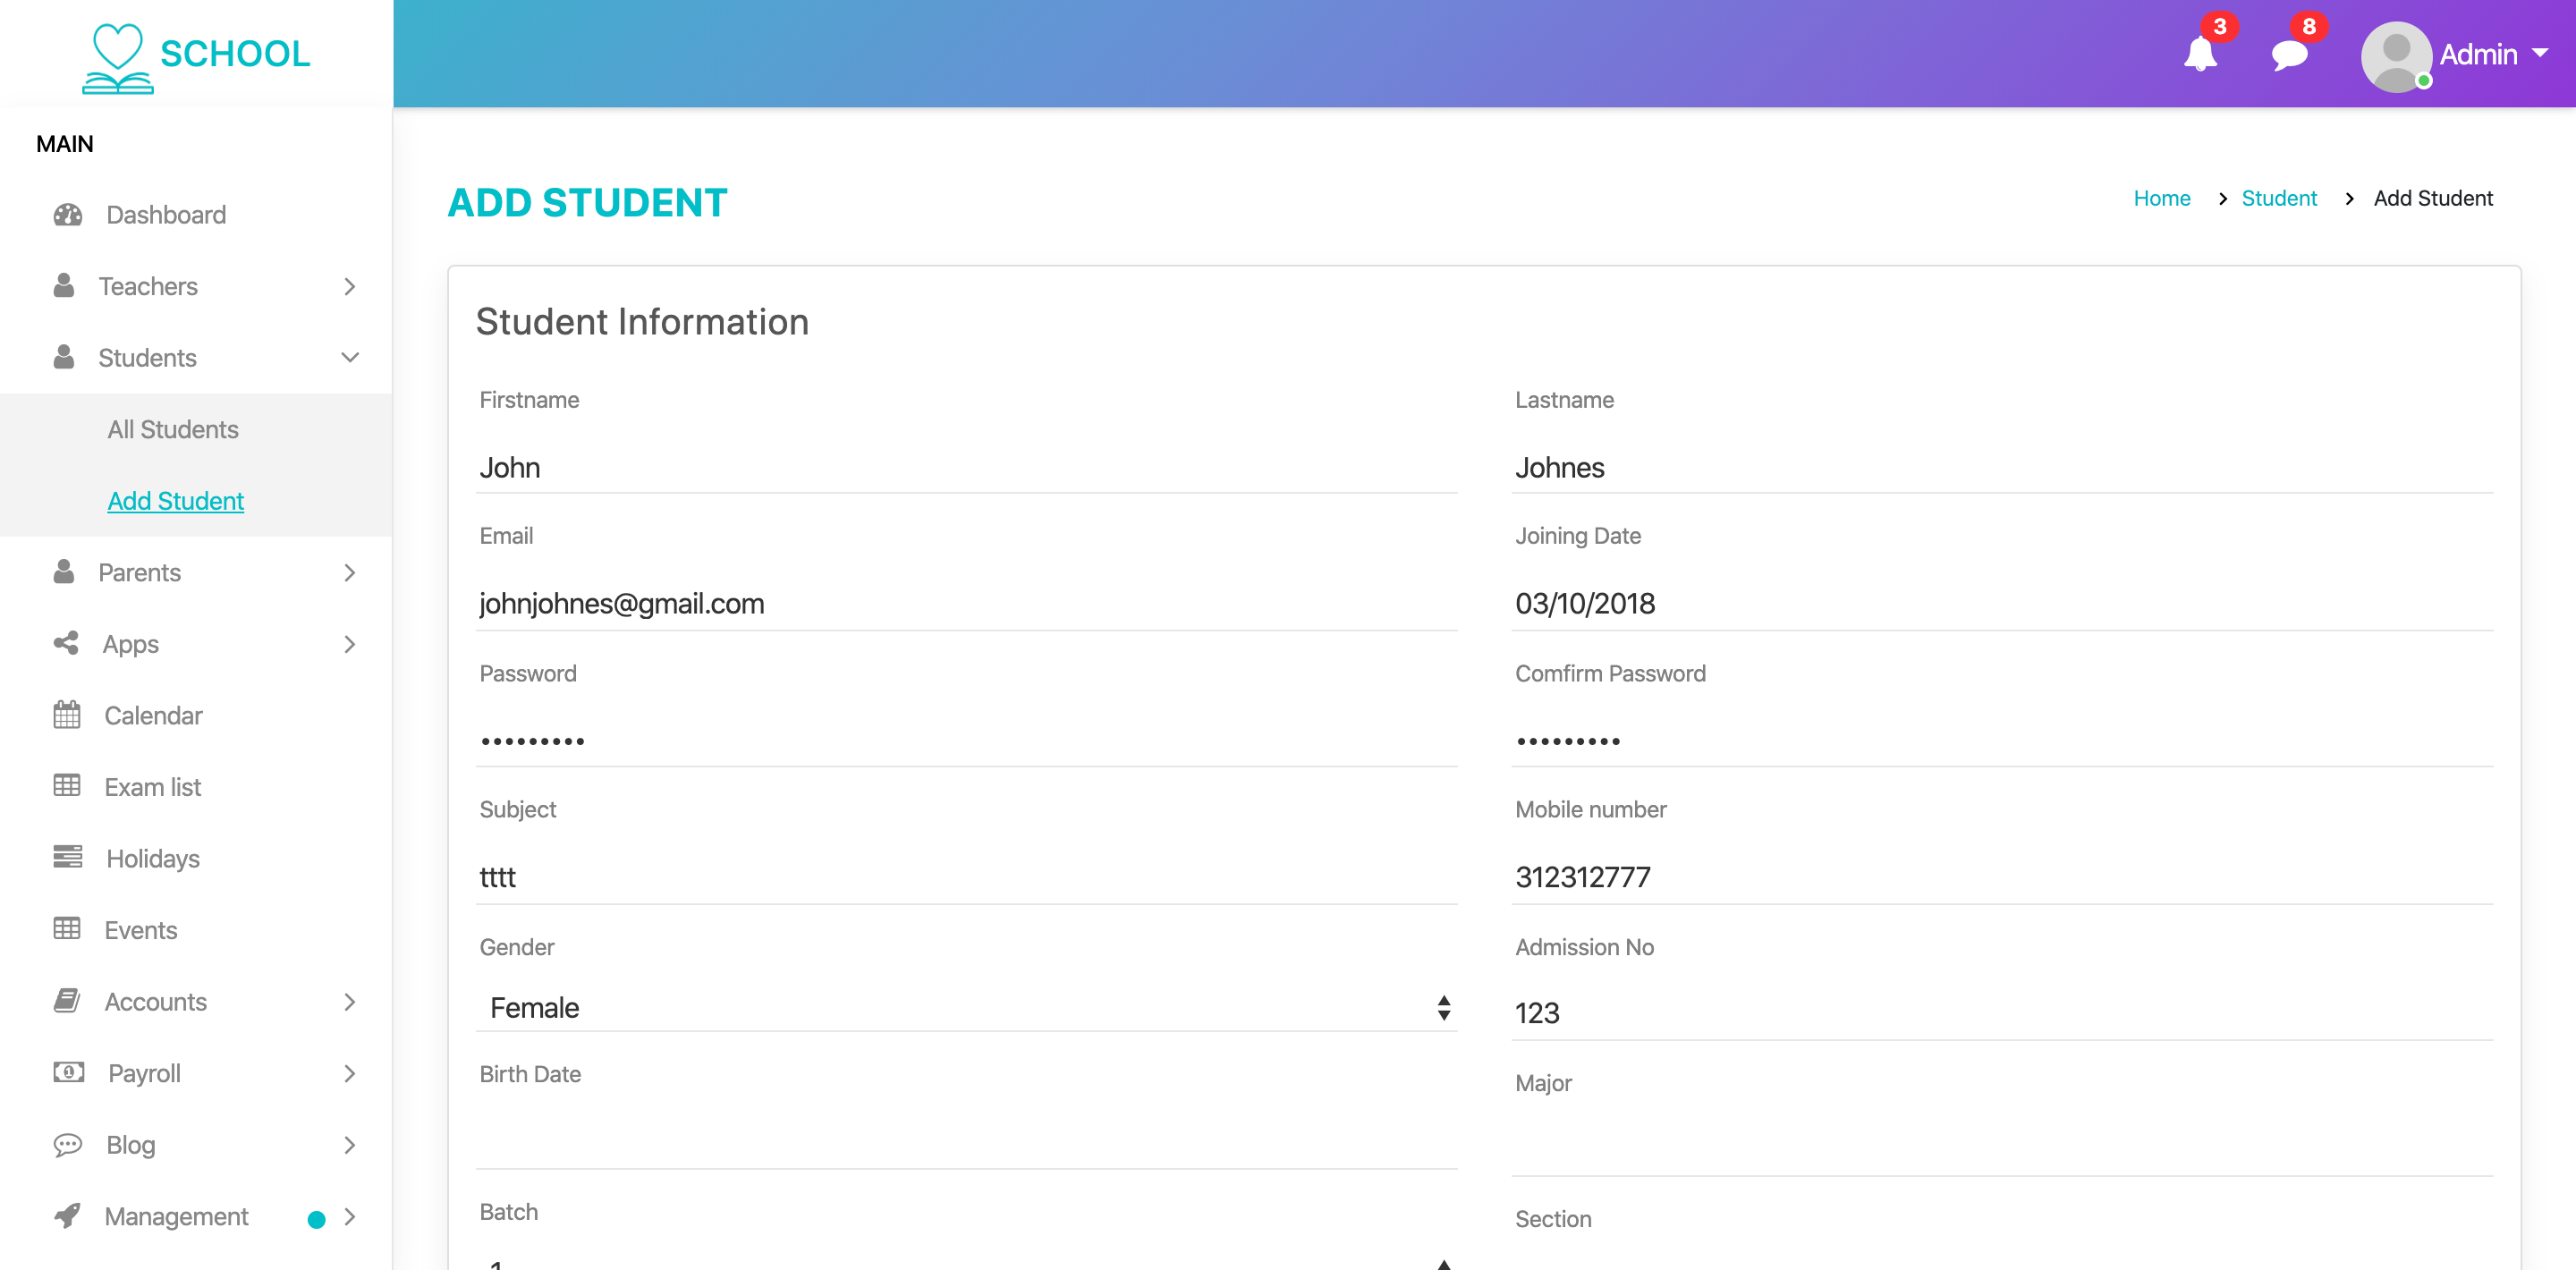 SCHOOL
3
8
Admin
MAIN
Dashboard
Teachers
Students
All Students
Add Student
Parents
Apps
Calendar
Exam list
Holidays
Events
Accounts
Payroll
Blog
Management
ADD STUDENT
Home > Student > Add Student
Student Information
Firstname
John
Lastname
Johnes
Email
johnjohnes@gmail.com
Joining Date
03/10/2018
Password
•••••••••
Comfirm Password
•••••••••
Subject
tttt
Mobile number
312312777
Gender
Female
Admission No
123
Birth Date
Major
Batch
Section